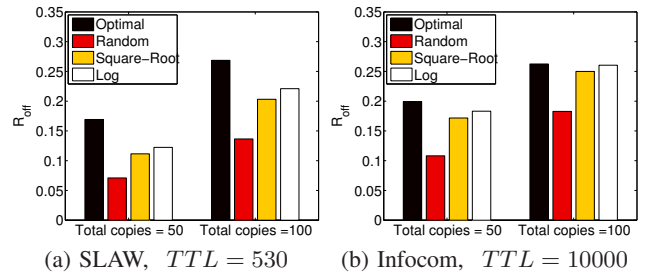 0.35
0.3
0.25
0.2
0.15
0.1
0.05
0
R_off
Optimal
Random
Square−Root
Log
Total copies = 50
Total copies =100
(a) SLAW, TTL = 530
0.35
0.3
0.25
0.2
0.15
0.1
0.05
0
R_off
Optimal
Random
Square−Root
Log
Total copies = 50
Total copies =100
(b) Infocom, TTL = 10000